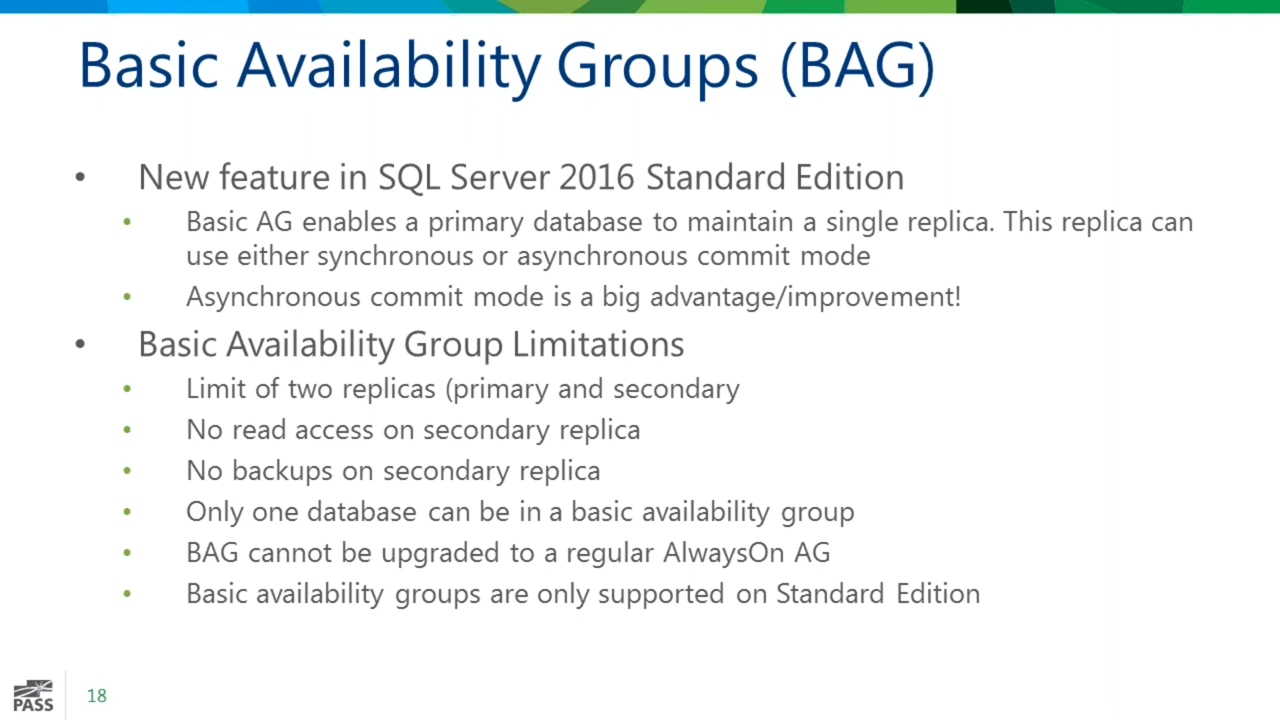 Basic Availability Groups (BAG)
• New feature in SQL Server 2016 Standard Edition
• Basic AG enables a primary database to maintain a single replica. This replica can
use either synchronous or asynchronous commit mode
• Asynchronous commit mode is a big advantage/improvement!
• Basic Availability Group Limitations
• Limit of two replicas (primary and secondary
• No read access on secondary replica
• No backups on secondary replica
• Only one database can be in a basic availability group
• BAG cannot be upgraded to a regular AlwaysOn AG
• Basic availability groups are only supported on Standard Edition
PASS
18